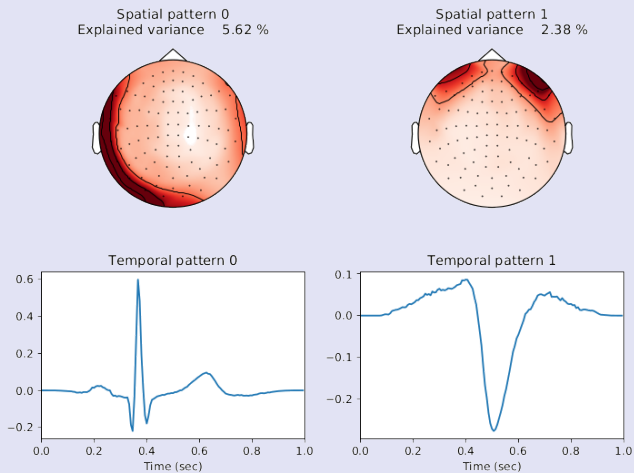 Spatial pattern 0
Explained variance 5.62 %
Spatial pattern 1
Explained variance 2.38 %
Temporal pattern 0
0.6
0.4
0.2
0.0
−0.2
0.0 0.2 0.4 0.6 0.8 1.0
Time (sec)
Temporal pattern 1
0.1
0.0
−0.1
−0.2
0.0 0.2 0.4 0.6 0.8 1.0
Time (sec)